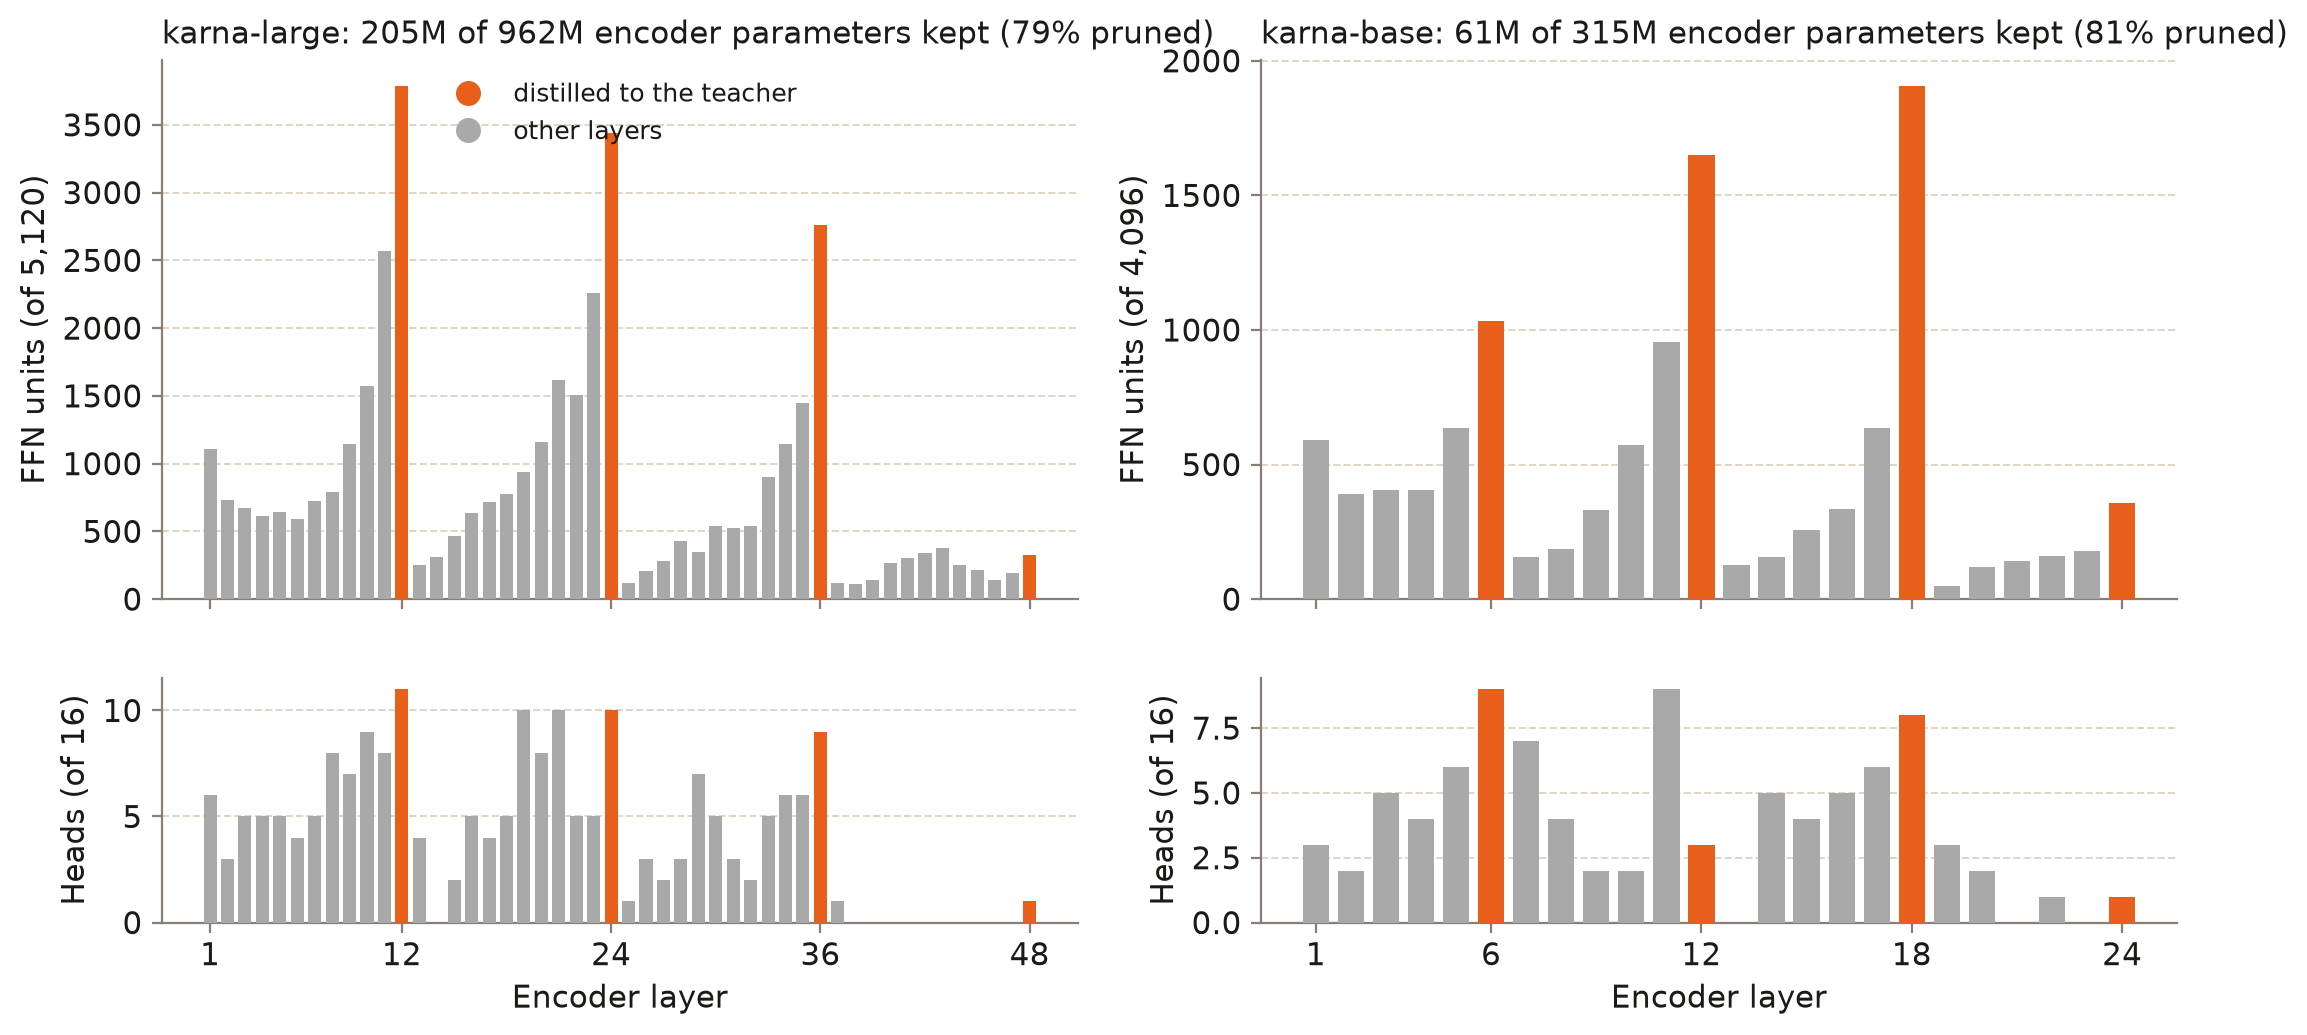 karna-large: 205M of 962M encoder parameters kept (79% pruned)
distilled to the teacher
other layers
FFN units (of 5,120)
3500
3000
2500
2000
1500
1000
500
0
Heads (of 16)
10
5
0
1 12 24 36 48
Encoder layer
karna-base: 61M of 315M encoder parameters kept (81% pruned)
FFN units (of 4,096)
2000
1500
1000
500
0
Heads (of 16)
7.5
5.0
2.5
0.0
1 6 12 18 24
Encoder layer